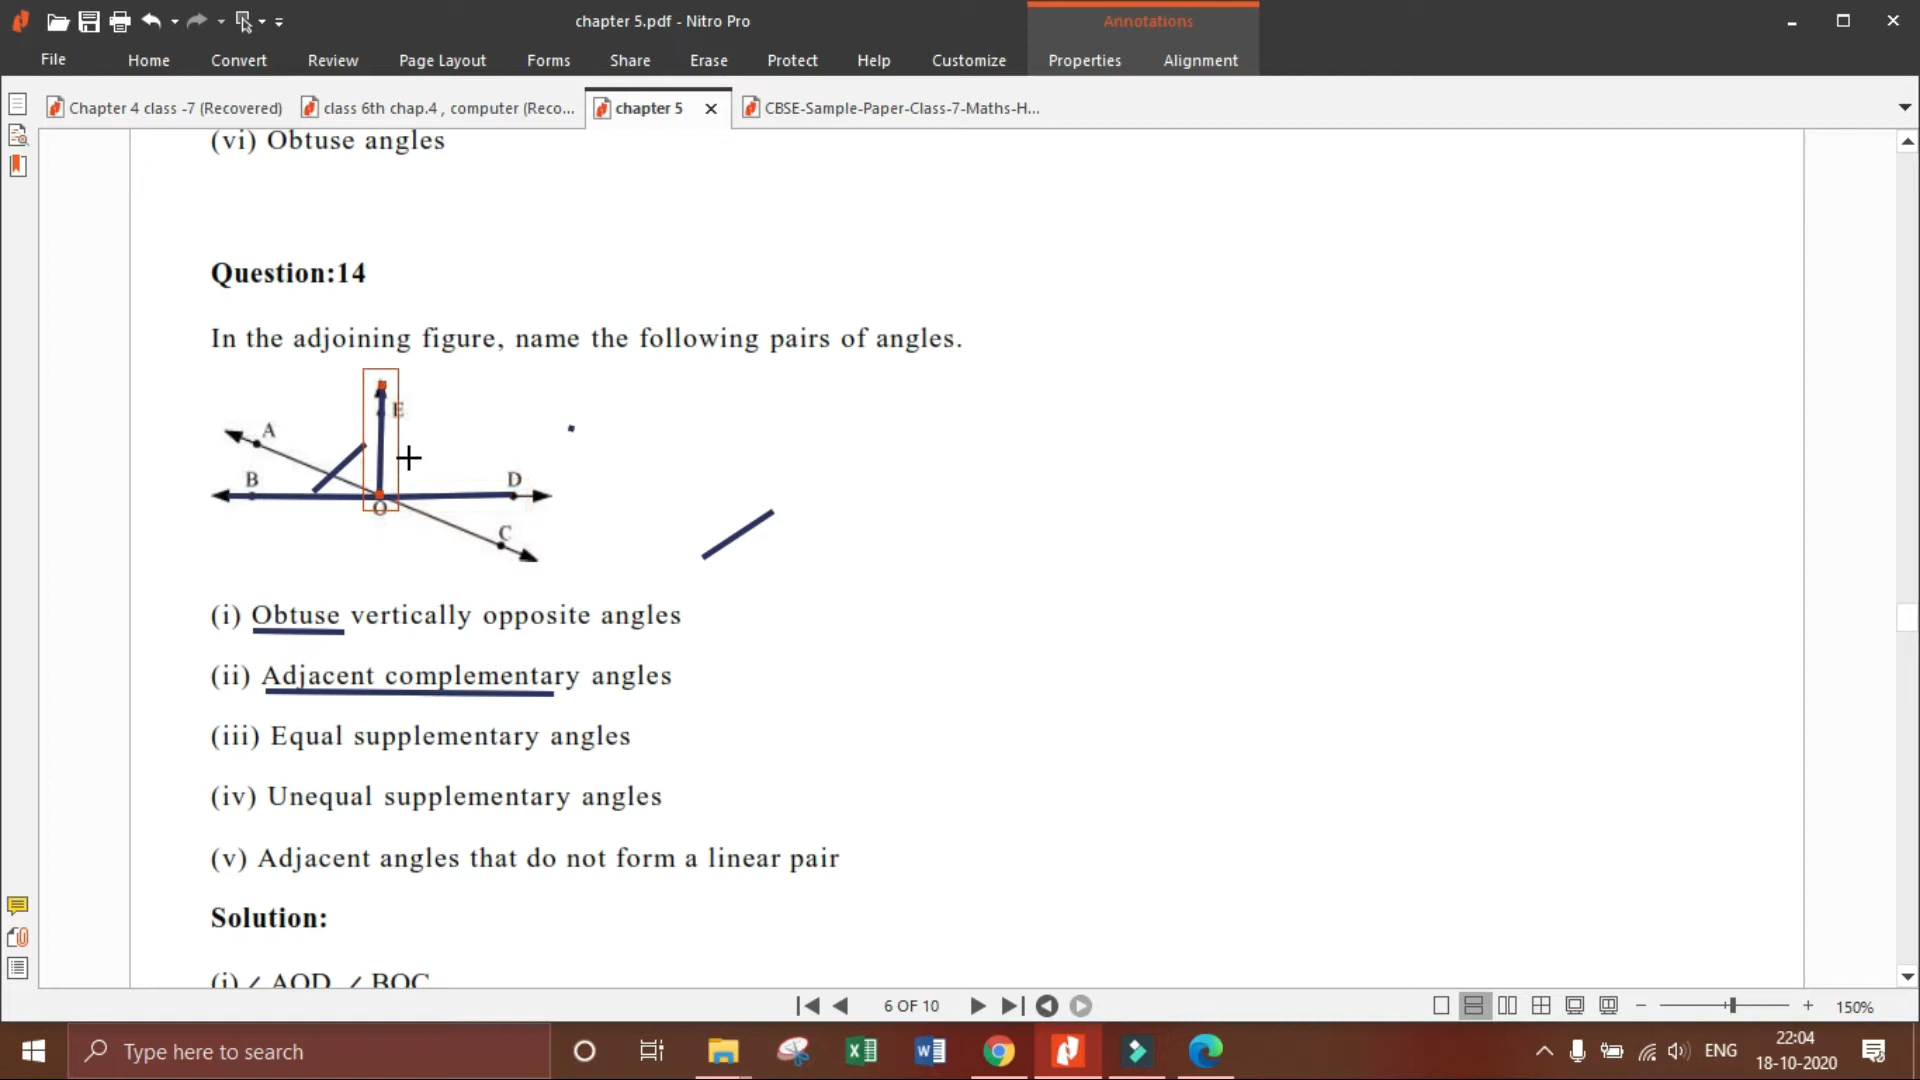 chapter 5.pdf - Nitro Pro
Annotations
File
Home
Convert
Review
Page Layout
Forms
Share
Erase
Protect
Help
Customize
Properties
Alignment
Chapter 4 class -7 (Recovered)
class 6th chap.4 , computer (Reco...
chapter 5
CBSE-Sample-Paper-Class-7-Maths-H...
(vi) Obtuse angles
Question:14
In the adjoining figure, name the following pairs of angles.
E
A
B
D
O
C
(i) Obtuse vertically opposite angles
(ii) Adjacent complementary angles
(iii) Equal supplementary angles
(iv) Unequal supplementary angles
(v) Adjacent angles that do not form a linear pair
Solution:
(i) ∠ AOD, ∠ BOC
6 OF 10
150%
Type here to search
ENG
22:04
18-10-2020